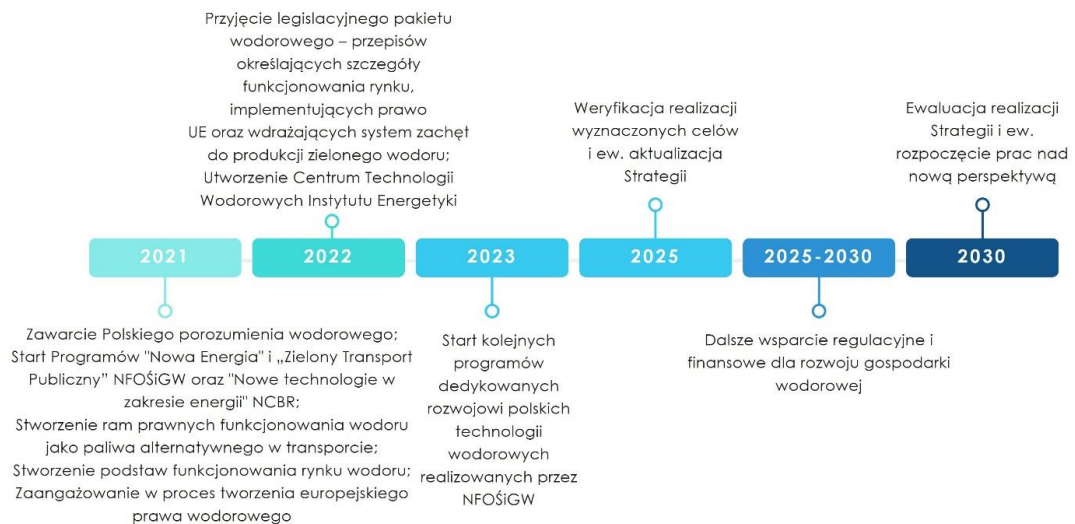 Przyjęcie legislacyjnego pakietu
wodorowego – przepisów
określających szczegóły
funkcjonowania rynku,
implementujących prawo
UE oraz wdrażających system zachęt
do produkcji zielonego wodoru;
Utworzenie Centrum Technologii
Wodorowych Instytutu Energetyki
Weryfikacja realizacji
wyznaczonych celów
i ew. aktualizacja
Strategii
Ewaluacja realizacji
Strategii i ew.
rozpoczęcie prac nad
nową perspektywą
2021
2022
2023
2025
2025-2030
2030
Zawarcie Polskiego porozumienia wodorowego;
Start Programów "Nowa Energia" i „Zielony Transport
Publiczny” NFOŚiGW oraz "Nowe technologie w
zakresie energii" NCBR;
Stworzenie ram prawnych funkcjonowania wodoru
jako paliwa alternatywnego w transporcie;
Stworzenie podstaw funkcjonowania rynku wodoru;
Zaangażowanie w proces tworzenia europejskiego
prawa wodorowego
Start kolejnych
programów
dedykowanych
rozwojowi polskich
technologii
wodorowych
realizowanych przez
NFOŚiGW
Dalsze wsparcie regulacyjne i
finansowe dla rozwoju gospodarki
wodorowej